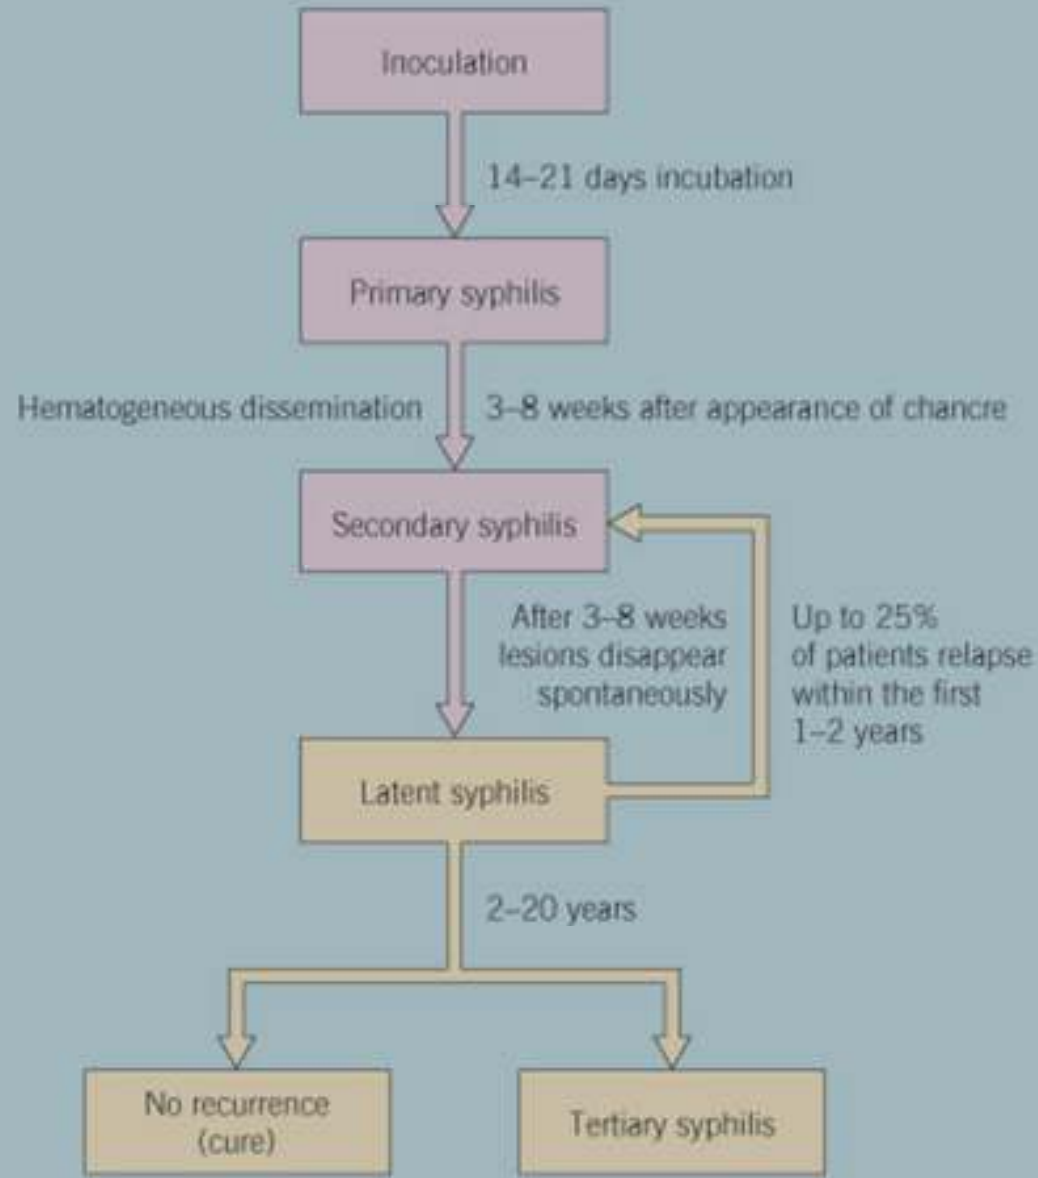 Inoculation
14–21 days incubation
Primary syphilis
Hematogeneous dissemination
3–8 weeks after appearance of chancre
Secondary syphilis
After 3–8 weeks
lesions disappear
spontaneously
Up to 25%
of patients relapse
within the first
1–2 years
Latent syphilis
2–20 years
No recurrence
(cure)
Tertiary syphilis